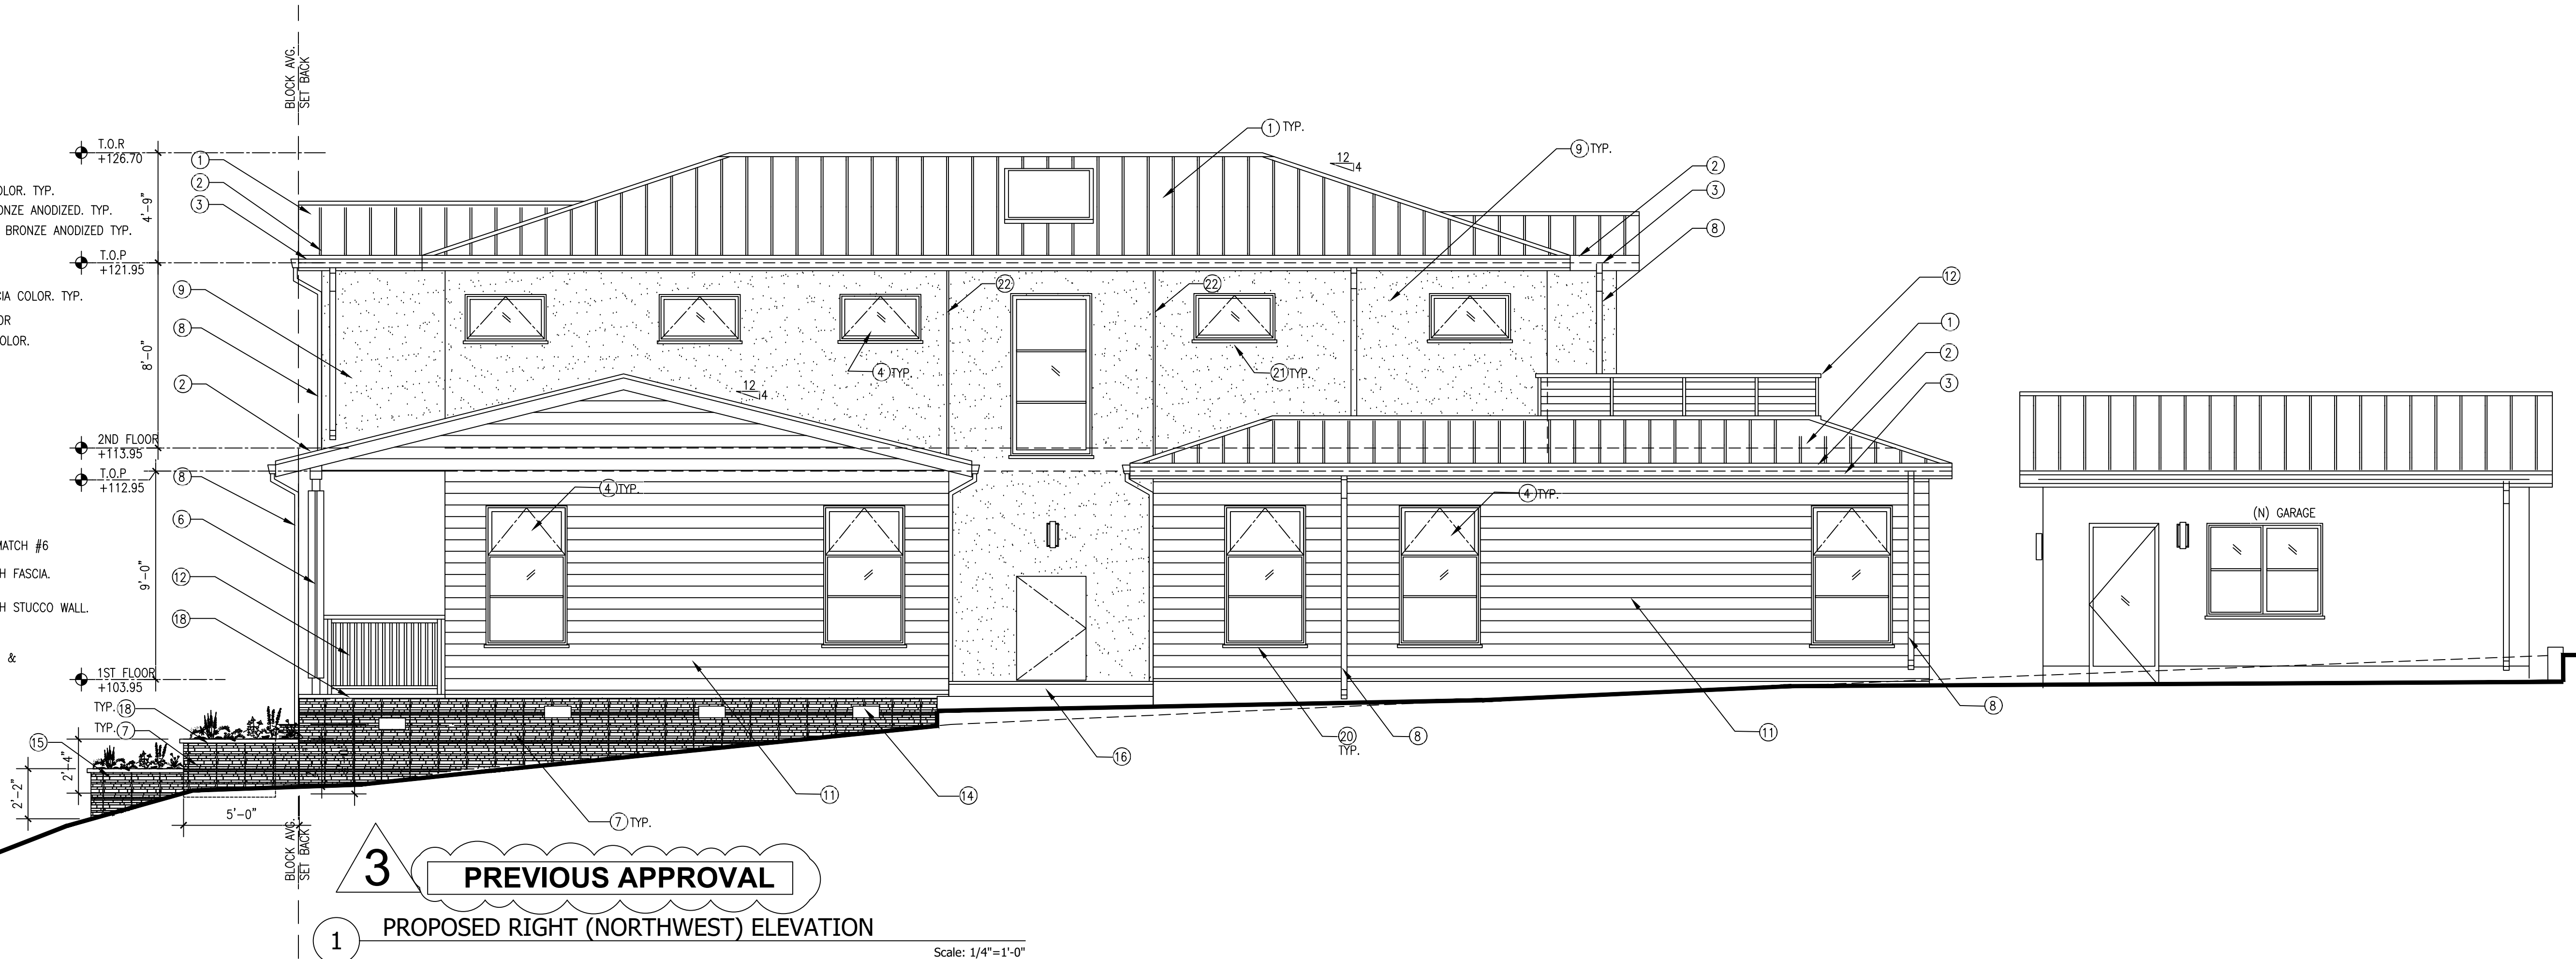 BLOCK AVG.
SET BACK
T.O.R
+126.70
4'-9"
T.O.P
+121.95
8'-0"
2ND FLOOR
+113.95
T.O.P
+112.95
9'-0"
1ST FLOOR
+103.95
OLOR. TYP.
ONZE ANODIZED. TYP.
BRONZE ANODIZED TYP.
CIA COLOR. TYP.
OR
OLOR.
MATCH #6
H FASCIA.
H STUCCO WALL.
&
1
2
3
9
8
2
8
6
12
18
TYP. 18
TYP. 7
15
2'-4"
2'-2"
5'-0"
1 TYP.
12
4
9 TYP.
2
3
8
12
1
2
3
22
22
4 TYP.
21 TYP.
12
4
4 TYP.
4 TYP.
(N) GARAGE
8
11
20
TYP.
8
16
14
11
7 TYP.
BLOCK AVG.
SET BACK
3
PREVIOUS APPROVAL
1
PROPOSED RIGHT (NORTHWEST) ELEVATION
Scale: 1/4"=1'-0"